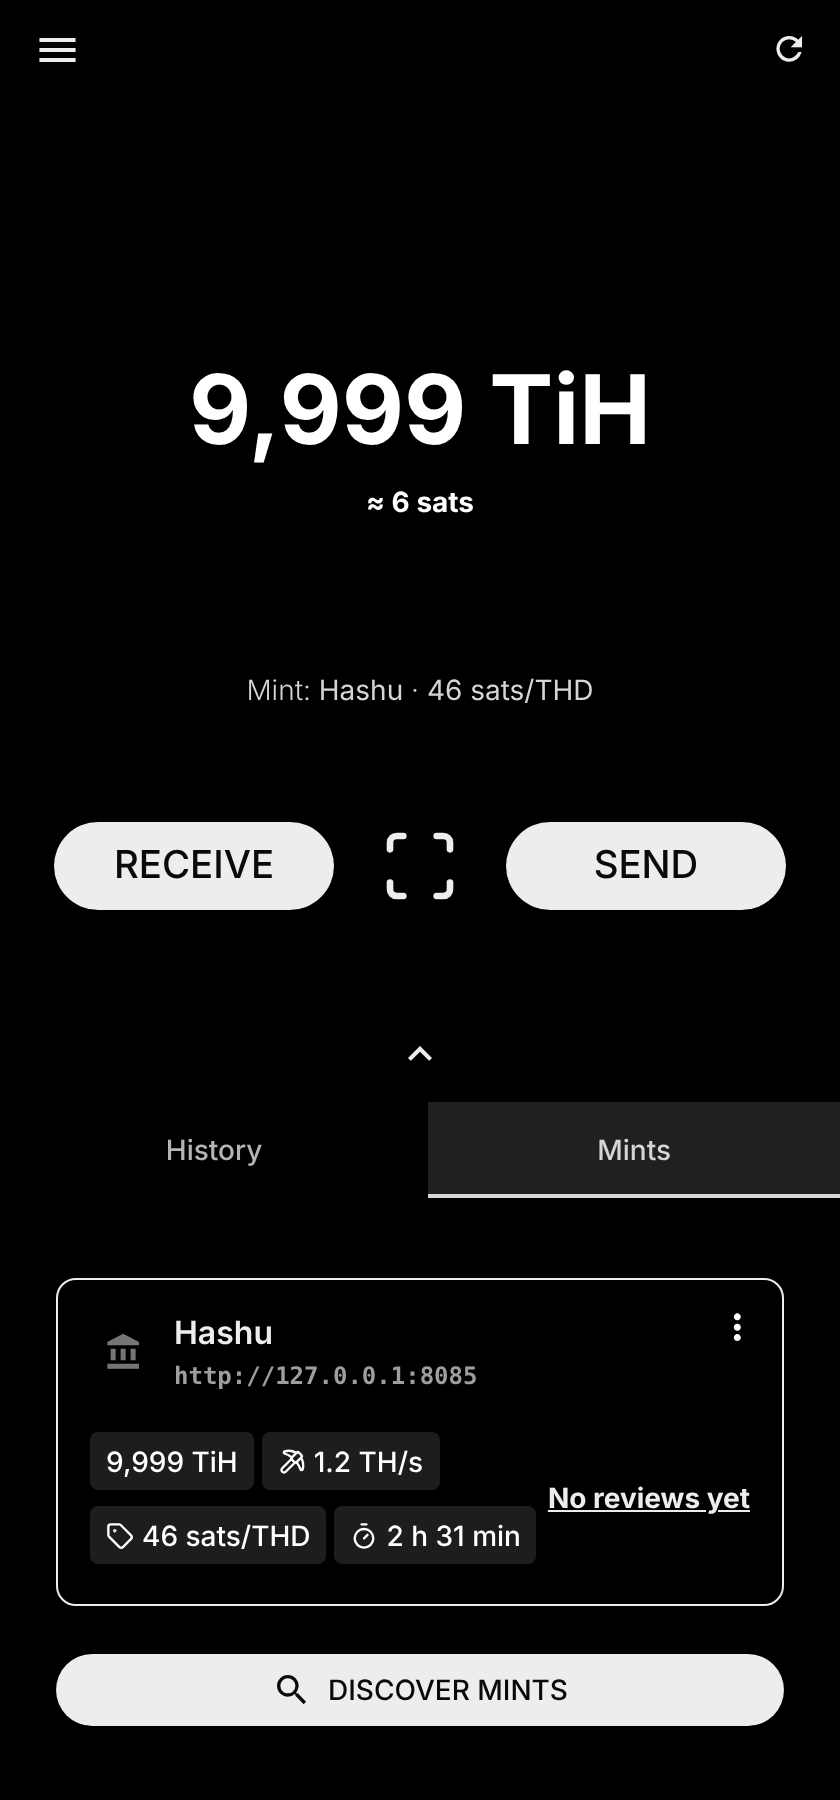 9,999 TiH
≈ 6 sats
Mint: Hashu · 46 sats/THD
RECEIVE
SEND
History
Mints
Hashu
http://127.0.0.1:8085
9,999 TiH
1.2 TH/s
46 sats/THD
2 h 31 min
No reviews yet
DISCOVER MINTS